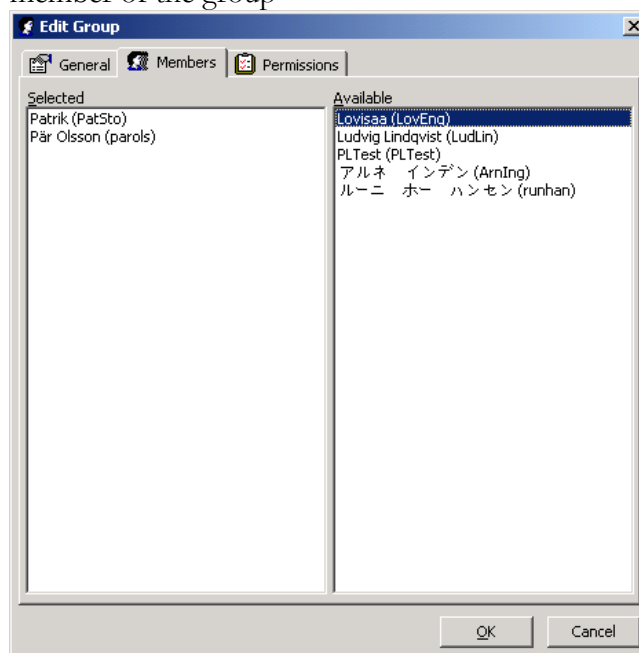 member of the group
Edit Group
General Members Permissions
Selected
Patrik (PatSto)
Pär Olsson (parols)
Available
Lovisaa (LovEng)
Ludvig Lindqvist (LudLin)
PLTest (PLTest)
アルネ　インデン (ArnIng)
ルーニ　ホー　ハンセン (runhan)
OK Cancel